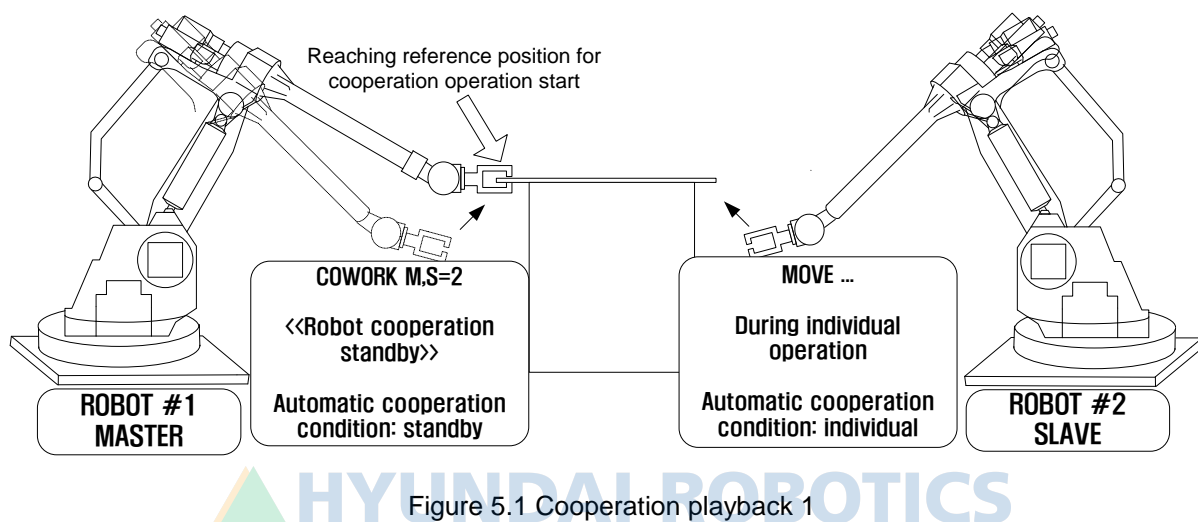 Reaching reference position for
cooperation operation start
COWORK M,S=2
<<Robot cooperation
standby>>
Automatic cooperation
condition: standby
MOVE ...
During individual
operation
Automatic cooperation
condition: individual
ROBOT #1
MASTER
ROBOT #2
SLAVE
HYUNDAI ROBOTICS
Figure 5.1 Cooperation playback 1